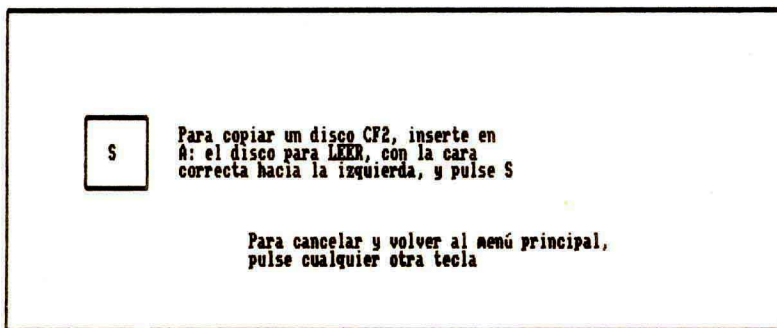 S
Para copiar un disco CF2, inserte en
A: el disco para LEER, con la cara
correcta hacia la izquierda, y pulse S
Para cancelar y volver al menú principal,
pulse cualquier otra tecla